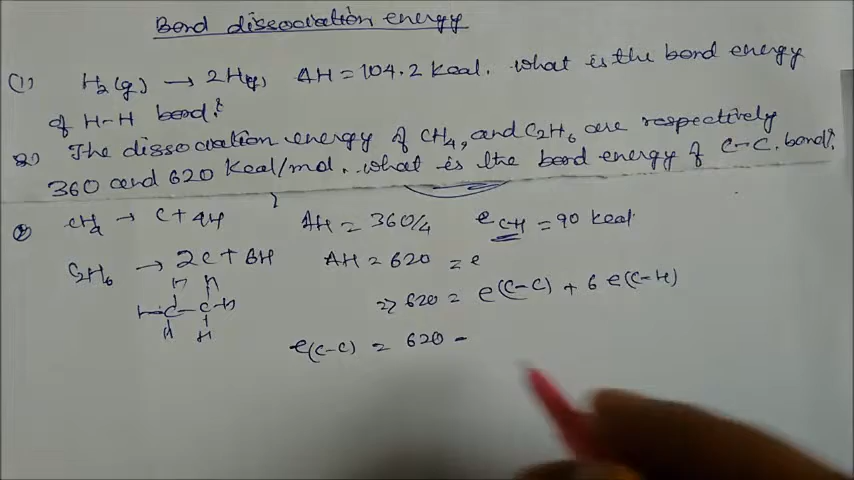 Bond dissociation energy
(1) H2(g) → 2H(g), ΔH = 104.2 Kcal. what is the bond energy
of H-H bond?
2) The dissociation energy of CH4, and C2H6 are respectively
360 and 620 Kcal/mol. what is the bond energy of C-C. bond?
2) CH4 → C + 4H ΔH = 360/4 e C-H = 90 kcal.
C2H6 → 2C + 6H ΔH = 620 = e
H H
H-C-C-H ⇒ 620 = e(C-C) + 6 e(C-H)
H H
e(C-C) = 620 -